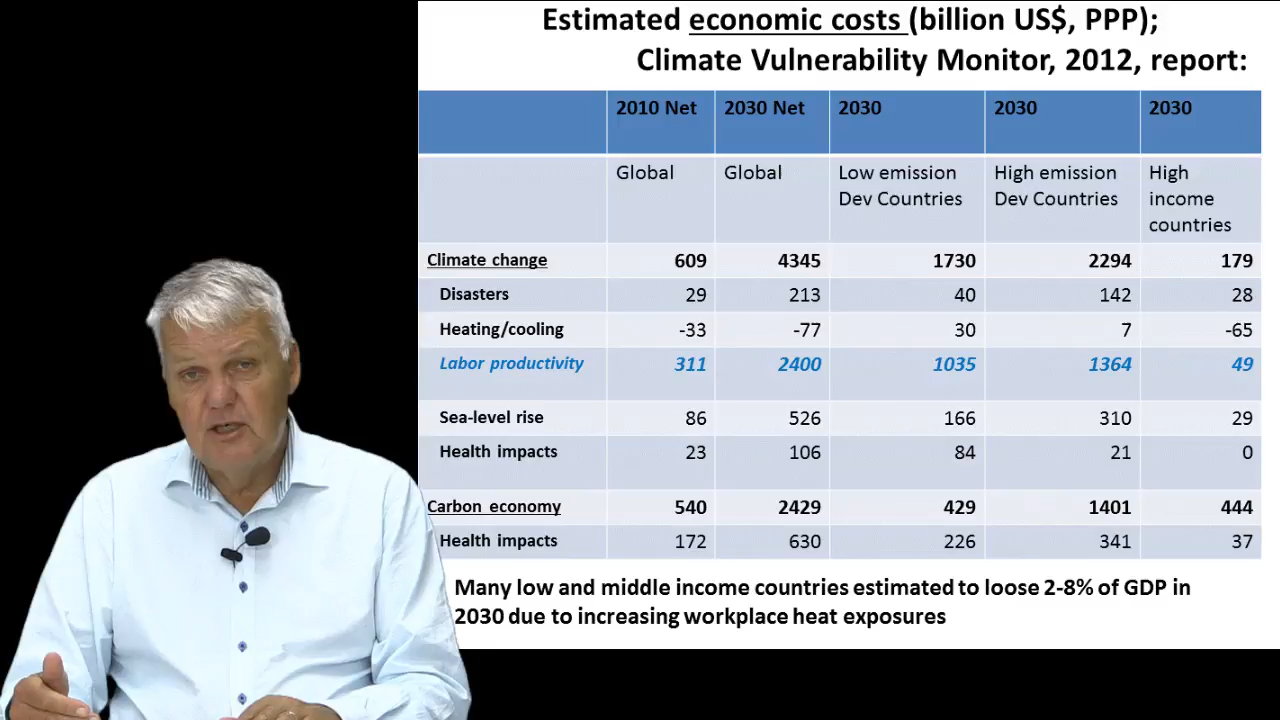 Estimated economic costs (billion US$, PPP);
Climate Vulnerability Monitor, 2012, report:
2010 Net 2030 Net 2030 2030 2030
Global Global Low emission Dev Countries High emission Dev Countries High income countries
Climate change 609 4345 1730 2294 179
Disasters 29 213 40 142 28
Heating/cooling -33 -77 30 7 -65
Labor productivity 311 2400 1035 1364 49
Sea-level rise 86 526 166 310 29
Health impacts 23 106 84 21 0
Carbon economy 540 2429 429 1401 444
Health impacts 172 630 226 341 37
Many low and middle income countries estimated to loose 2-8% of GDP in
2030 due to increasing workplace heat exposures